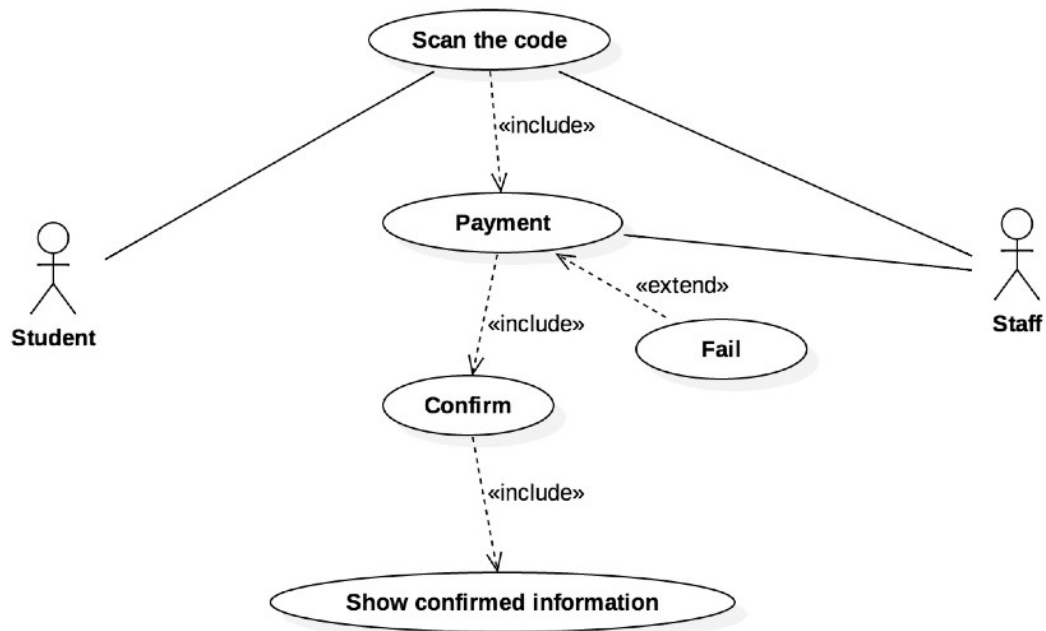 Scan the code
«include»
Payment
«extend»
«include»
Student
Staff
Fail
Confirm
«include»
Show confirmed information